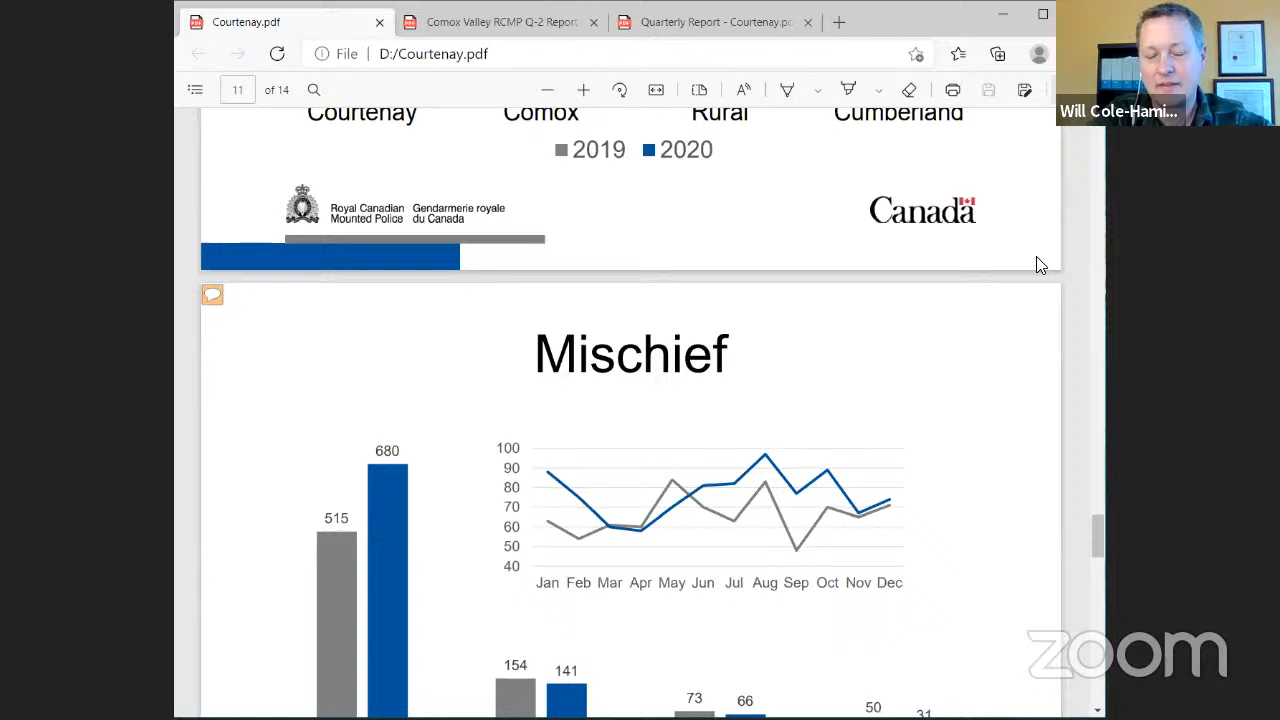 Courtenay.pdf
Comox Valley RCMP Q-2 Report
Quarterly Report - Courtenay.pd
File
D:/Courtenay.pdf
11 of 14
Will Cole-Hami...
Courtenay Comox Rural Cumberland
2019 2020
Royal Canadian Gendarmerie royale
Mounted Police du Canada
Canada
Mischief
680
515
100
90
80
70
60
50
40
Jan Feb Mar Apr May Jun Jul Aug Sep Oct Nov Dec
154 141
73 66
50 31
zoom